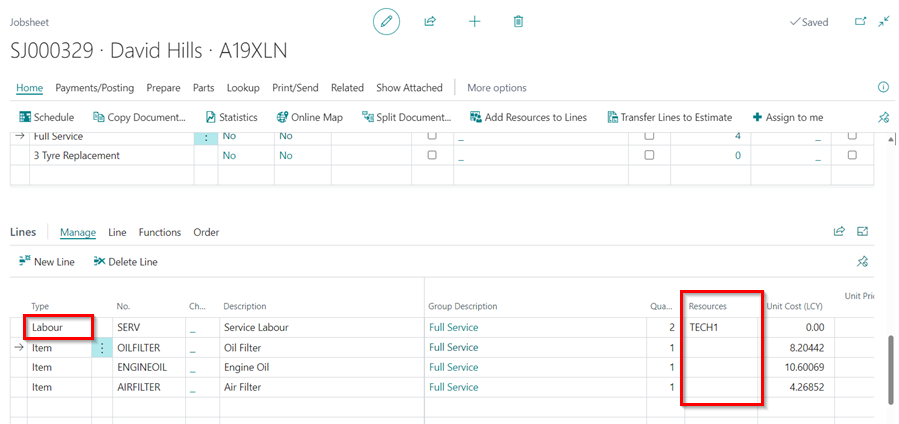 Jobsheet
Saved
SJ000329 · David Hills · A19XLN
Home Payments/Posting Prepare Parts Lookup Print/Send Related Show Attached More options
Schedule Copy Document... Statistics Online Map Split Document... Add Resources to Lines Transfer Lines to Estimate Assign to me
Full Service No No _ 4 _
3 Tyre Replacement No No _ 0 _
Lines Manage Line Functions Order
New Line Delete Line
Type No. Ch... Description Group Description Qua... Resources Unit Cost (LCY) Unit Pric
Labour SERV _ Service Labour Full Service 2 TECH1 0.00
Item OILFILTER _ Oil Filter Full Service 1 8.20442
Item ENGINEOIL _ Engine Oil Full Service 1 10.60069
Item AIRFILTER _ Air Filter Full Service 1 4.26852